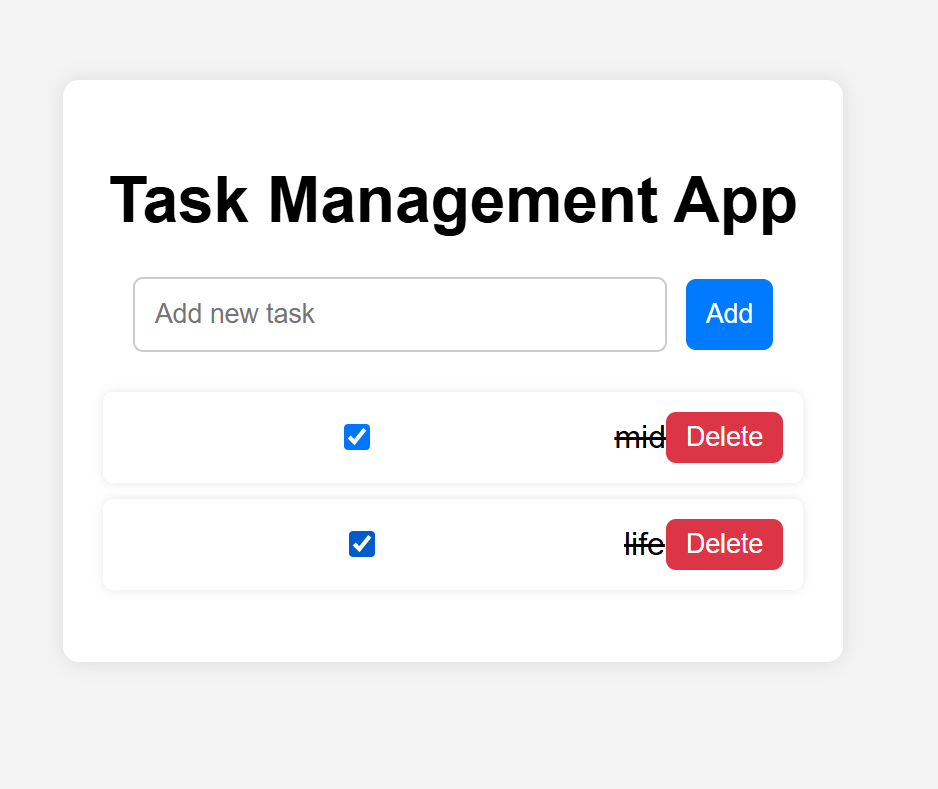 Task Management App
Add new task Add
mid Delete
life Delete